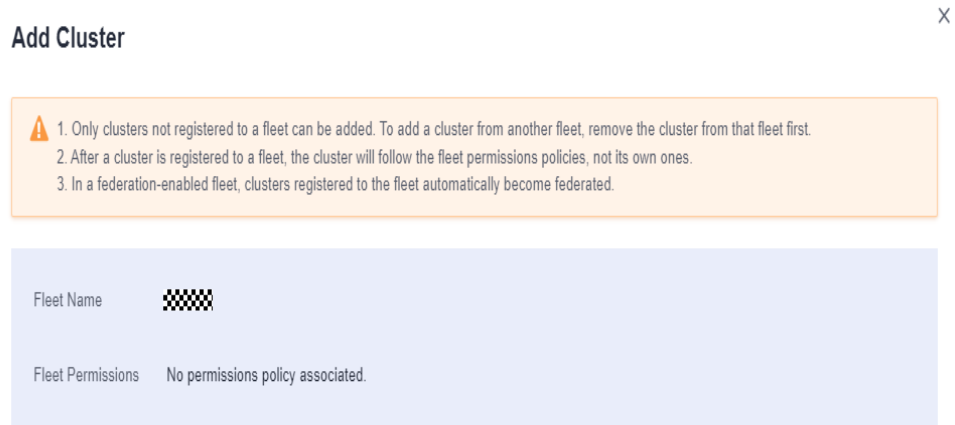 X
Add Cluster
1. Only clusters not registered to a fleet can be added. To add a cluster from another fleet, remove the cluster from that fleet first.
2. After a cluster is registered to a fleet, the cluster will follow the fleet permissions policies, not its own ones.
3. In a federation-enabled fleet, clusters registered to the fleet automatically become federated.
Fleet Name
Fleet Permissions No permissions policy associated.